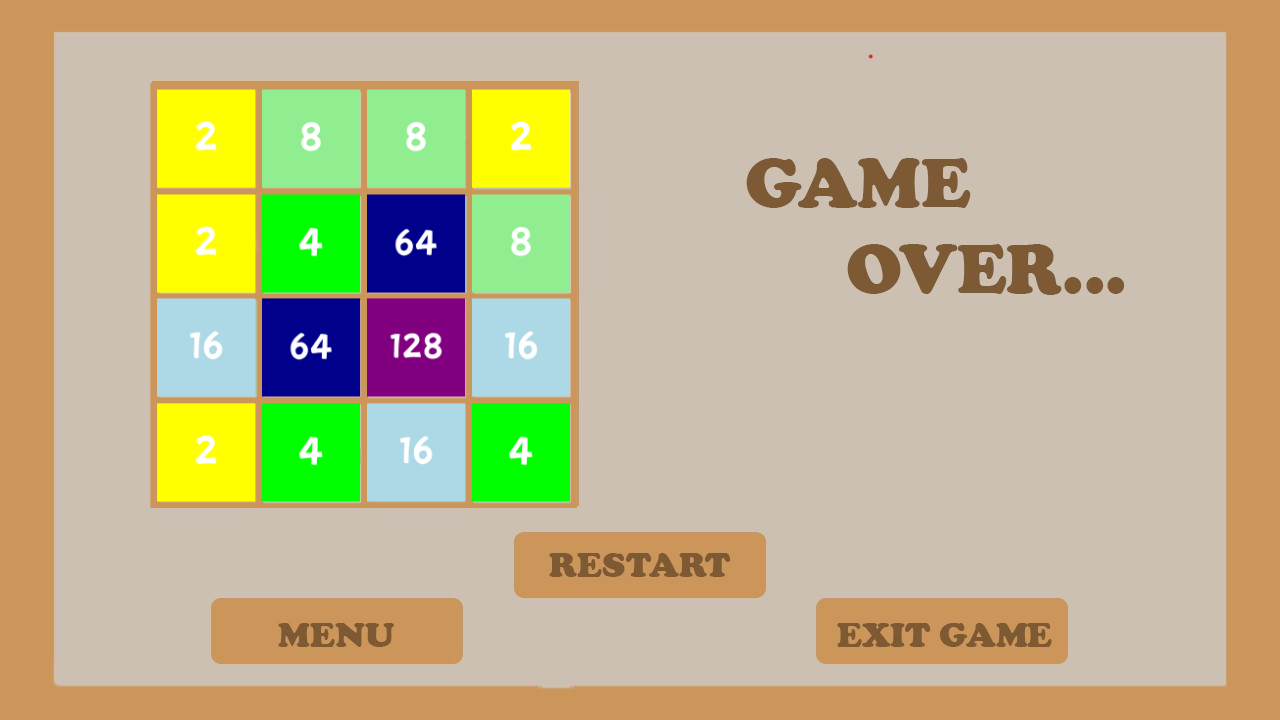 2 8 8 2
2 4 64 8
16 64 128 16
2 4 16 4
GAME
OVER...
RESTART
MENU
EXIT GAME